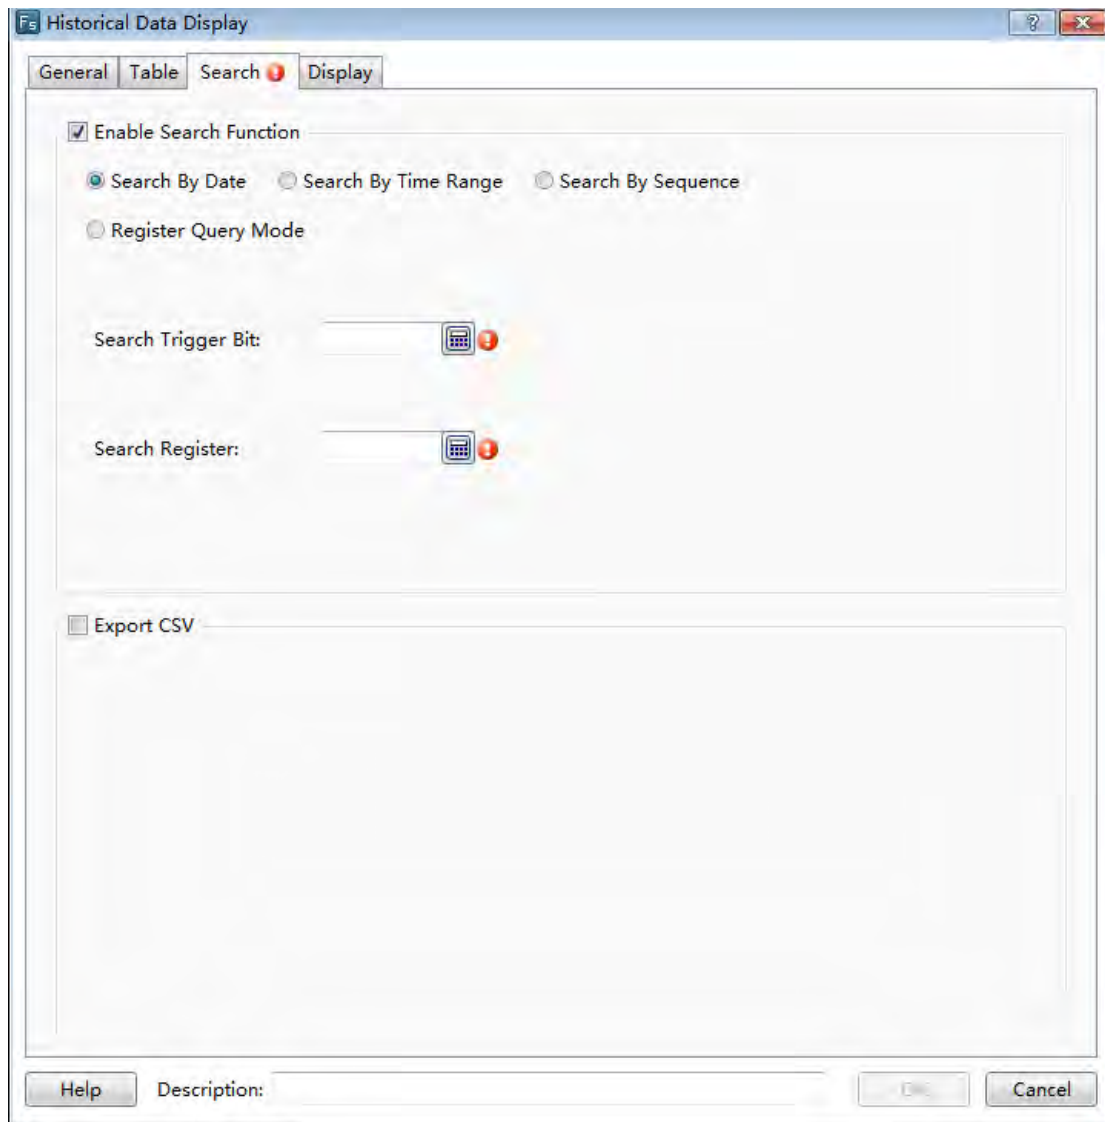 Fs Historical Data Display
General Table Search Display
Enable Search Function
Search By Date Search By Time Range Search By Sequence
Register Query Mode
Search Trigger Bit:
Search Register:
Export CSV
Help Description: Cancel